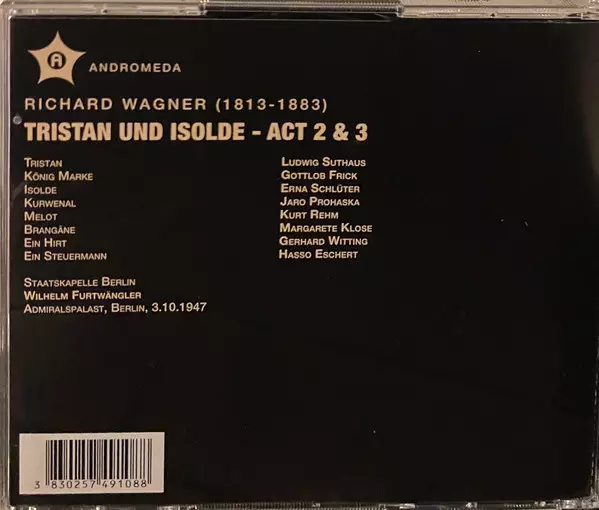 A ANDROMEDA
RICHARD WAGNER (1813-1883)
TRISTAN UND ISOLDE - ACT 2 & 3
TRISTAN LUDWIG SUTHAUS
KÖNIG MARKE GOTTLOB FRICK
ISOLDE ERNA SCHLÜTER
KURWENAL JARO PROHASKA
MELOT KURT REHM
BRANGÄNE MARGARETE KLOSE
EIN HIRT GERHARD WITTING
EIN STEUERMANN HASSO ESCHERT
STAATSKAPELLE BERLIN
WILHELM FURTWÄNGLER
ADMIRALSPALAST, BERLIN, 3.10.1947
3 830257 491088